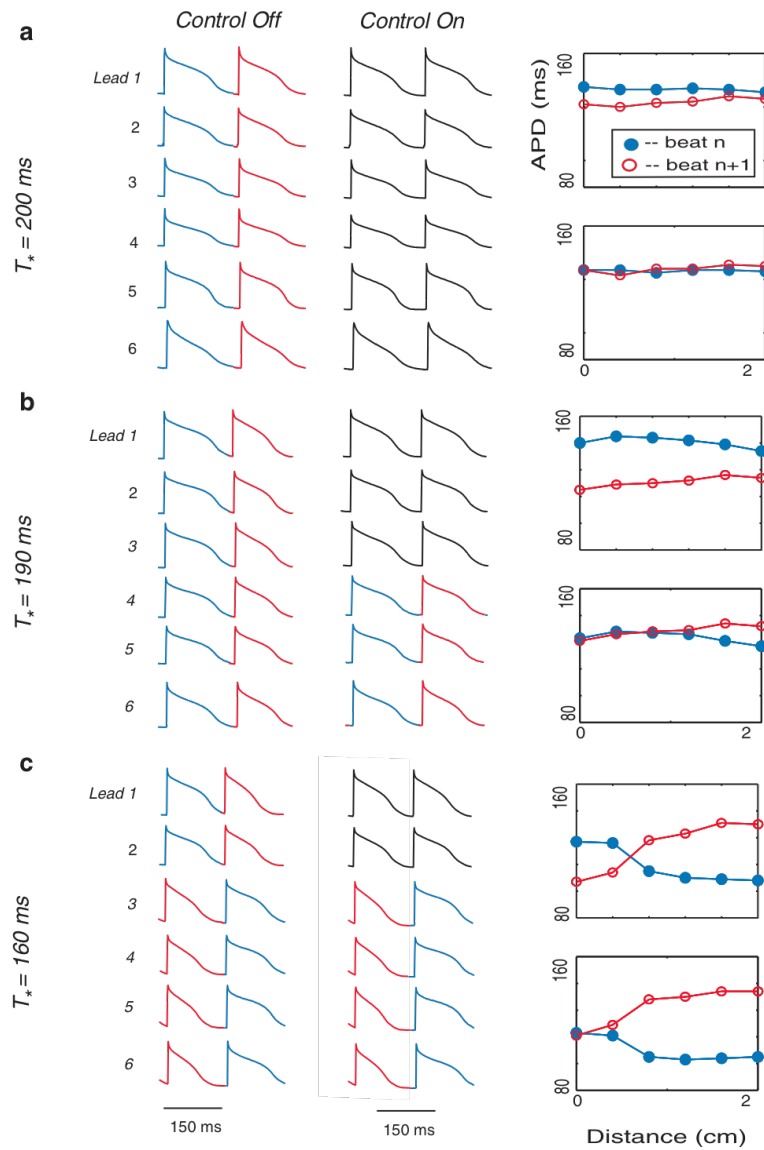 a
Control Off
Control On
Lead 1
2
3
4
5
6
T* = 200 ms
APD (ms)
160
80
-- beat n
-- beat n+1
160
80
0
2
b
Lead 1
2
3
4
5
6
T* = 190 ms
160
80
160
80
0
2
c
Lead 1
2
3
4
5
6
T* = 160 ms
150 ms
150 ms
160
80
160
80
0
2
Distance (cm)